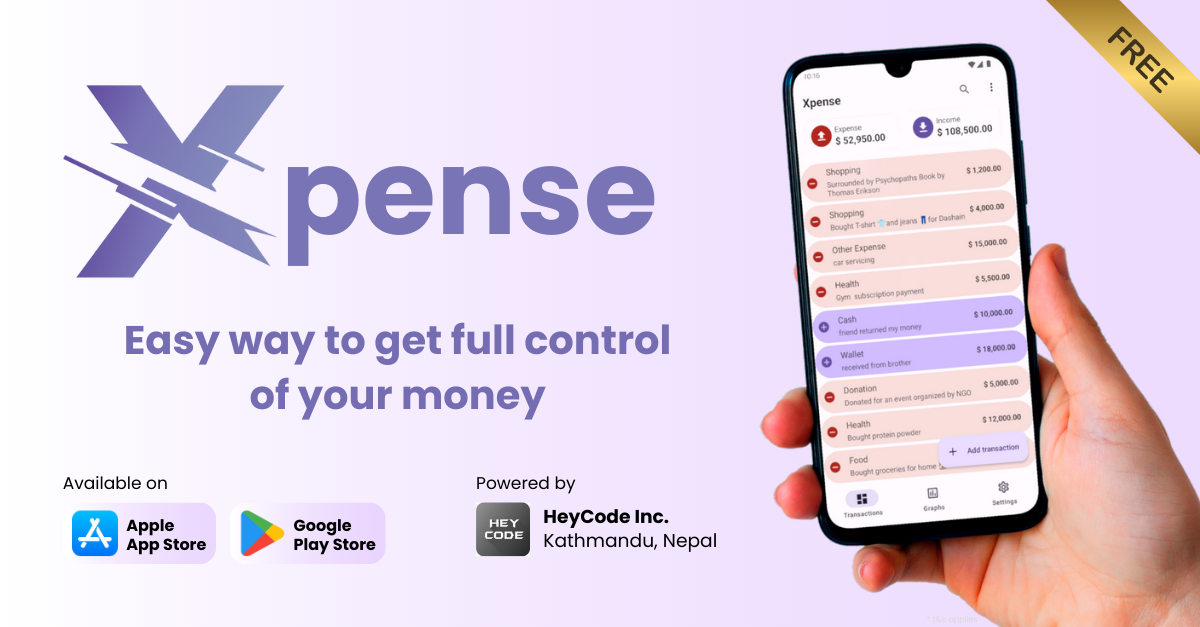 FREE
Xpense
Easy way to get full control
of your money
Available on
Apple
App Store
Google
Play Store
Powered by
HEY
CODE
HeyCode Inc.
Kathmandu, Nepal
10:16
Xpense
Expense
$ 52,950.00
Income
$ 108,500.00
Shopping
Surrounded by Psychopaths Book by
Thomas Erikson
$ 1,200.00
Shopping
Bought T-shirt 👕and jeans 👖for Dashain
$ 4,000.00
Other Expense
car servicing
$ 15,000.00
Health
Gym subscription payment
$ 5,500.00
Cash
friend returned my money
$ 10,000.00
Wallet
received from brother
$ 18,000.00
Donation
Donated for an event organized by NGO
$ 5,000.00
Health
Bought protein powder
$ 12,000.00
Food
Bought groceries for home
+ Add transaction
Transactions
Graphs
Settings